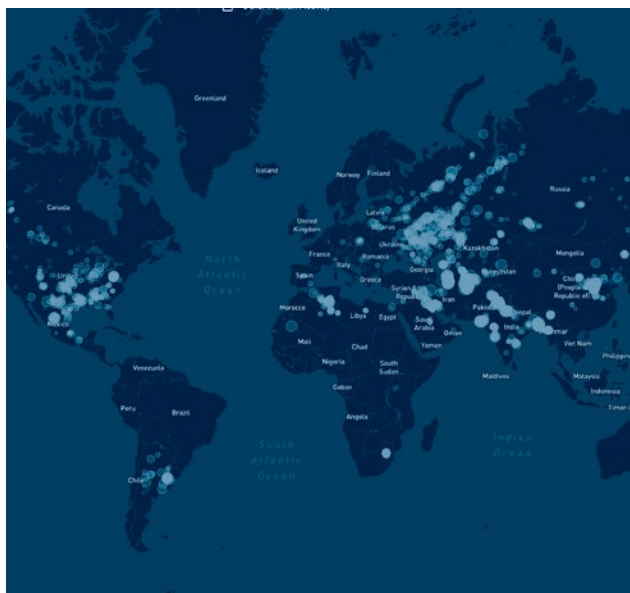 Greenland
Iceland
Norway
Finland
Russia
Canada
Latvia
Belarus
United
Kingdom
Ukraine
Kazakhstan
Mongolia
France
Romania
North
Atlantic
Ocean
Italy
Georgia
Kyrgyzstan
Spain
Greece
Syrian Arab
Republic
Iran
China
(People
Republic of)
Morocco
Libya
Egypt
Pakistan
Nepal
Mexico
Saudi
Arabia
India
Oman
Mali
Chad
Yemen
Viet Nam
Philippin
Nigeria
South
Sudan
Venezuela
Maldives
Malaysia
Gabon
Indonesia
Peru
Brazil
Timor
Angola
South
Atlantic
Ocean
Indian
Ocean
Chile